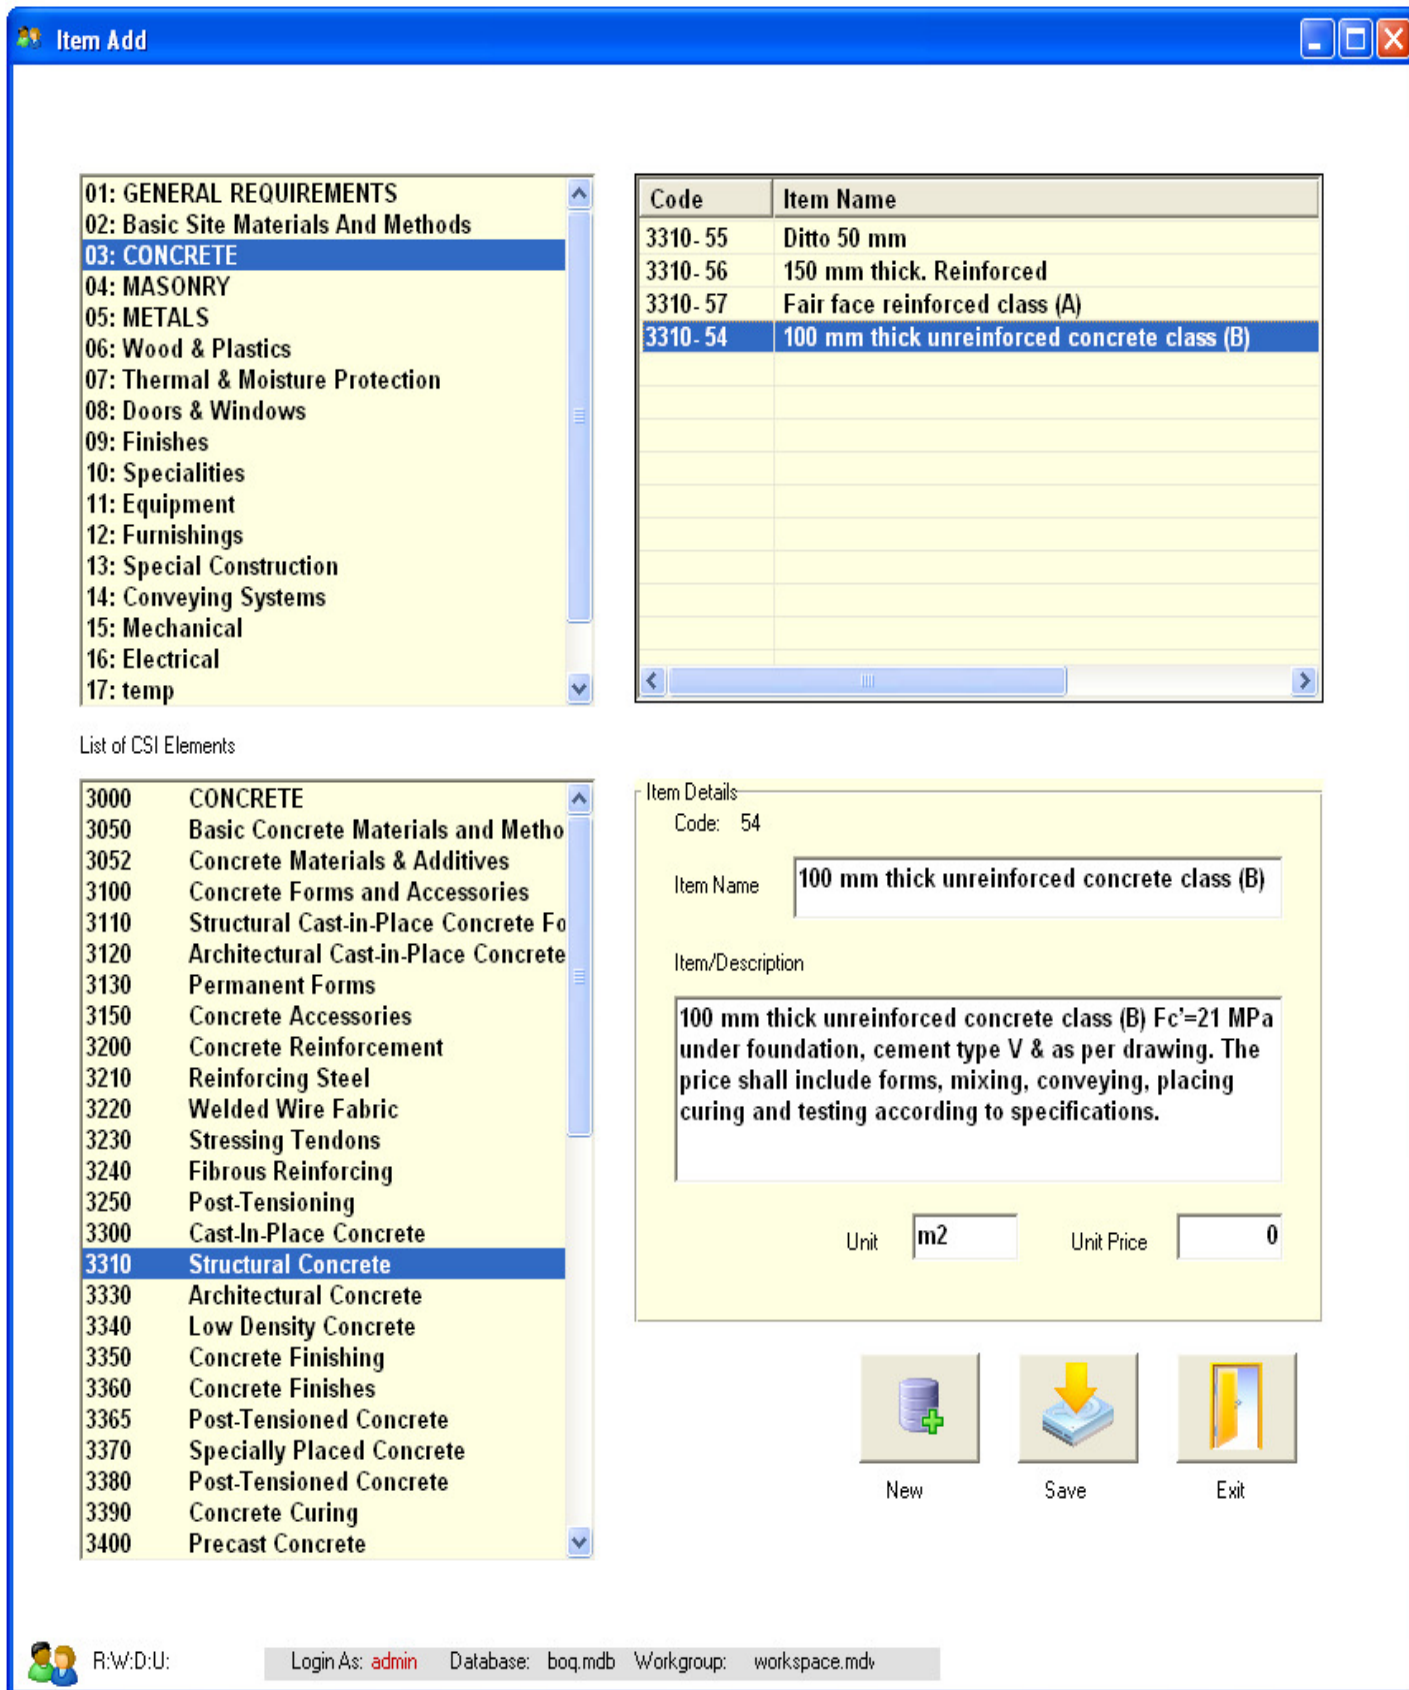 Item Add
01: GENERAL REQUIREMENTS
02: Basic Site Materials And Methods
03: CONCRETE
04: MASONRY
05: METALS
06: Wood & Plastics
07: Thermal & Moisture Protection
08: Doors & Windows
09: Finishes
10: Specialities
11: Equipment
12: Furnishings
13: Special Construction
14: Conveying Systems
15: Mechanical
16: Electrical
17: temp
Code Item Name
3310- 55 Ditto 50 mm
3310- 56 150 mm thick. Reinforced
3310- 57 Fair face reinforced class (A)
3310- 54 100 mm thick unreinforced concrete class (B)
List of CSI Elements
3000 CONCRETE
3050 Basic Concrete Materials and Metho
3052 Concrete Materials & Additives
3100 Concrete Forms and Accessories
3110 Structural Cast-in-Place Concrete Fo
3120 Architectural Cast-in-Place Concrete
3130 Permanent Forms
3150 Concrete Accessories
3200 Concrete Reinforcement
3210 Reinforcing Steel
3220 Welded Wire Fabric
3230 Stressing Tendons
3240 Fibrous Reinforcing
3250 Post-Tensioning
3300 Cast-In-Place Concrete
3310 Structural Concrete
3330 Architectural Concrete
3340 Low Density Concrete
3350 Concrete Finishing
3360 Concrete Finishes
3365 Post-Tensioned Concrete
3370 Specially Placed Concrete
3380 Post-Tensioned Concrete
3390 Concrete Curing
3400 Precast Concrete
Item Details
Code: 54
Item Name 100 mm thick unreinforced concrete class (B)
Item/Description
100 mm thick unreinforced concrete class (B) Fc'=21 MPa
under foundation, cement type V & as per drawing. The
price shall include forms, mixing, conveying, placing
curing and testing according to specifications.
Unit m2 Unit Price 0
New Save Exit
R:W:D:U: Login As: admin Database: boq.mdb Workgroup: workspace.mdv